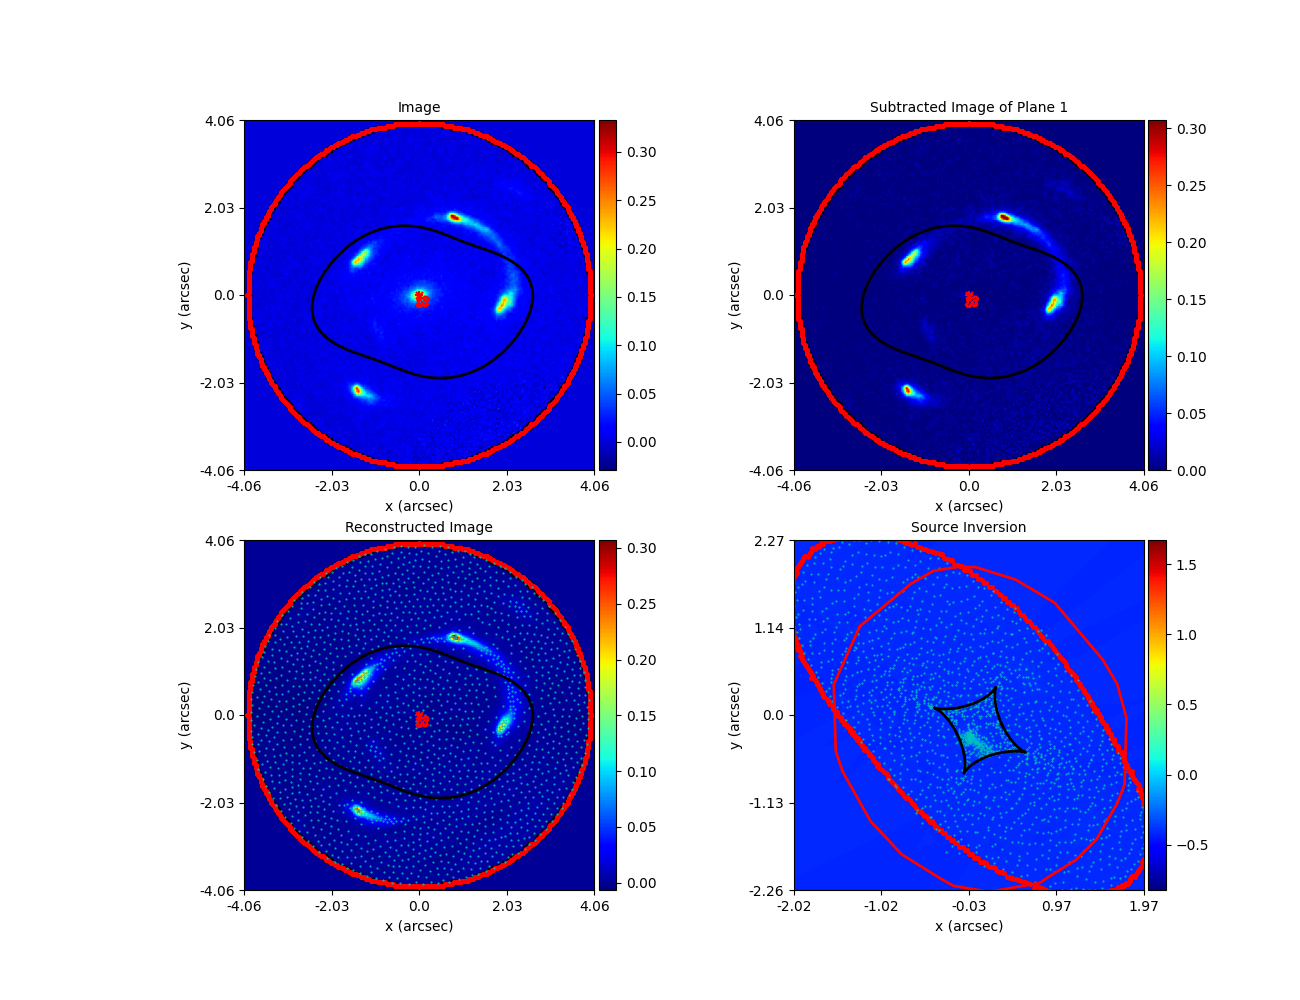 Image
4.06
2.03
0.0
-2.03
-4.06
y (arcsec)
-4.06 -2.03 0.0 2.03 4.06
x (arcsec)
0.30
0.25
0.20
0.15
0.10
0.05
0.00
Subtracted Image of Plane 1
4.06
2.03
0.0
-2.03
-4.06
y (arcsec)
-4.06 -2.03 0.0 2.03 4.06
x (arcsec)
0.30
0.25
0.20
0.15
0.10
0.05
0.00
Reconstructed Image
4.06
2.03
0.0
-2.03
-4.06
y (arcsec)
-4.06 -2.03 0.0 2.03 4.06
x (arcsec)
0.30
0.25
0.20
0.15
0.10
0.05
0.00
Source Inversion
2.27
1.14
0.0
-1.13
-2.26
y (arcsec)
-2.02 -1.02 -0.03 0.97 1.97
x (arcsec)
1.5
1.0
0.5
0.0
−0.5